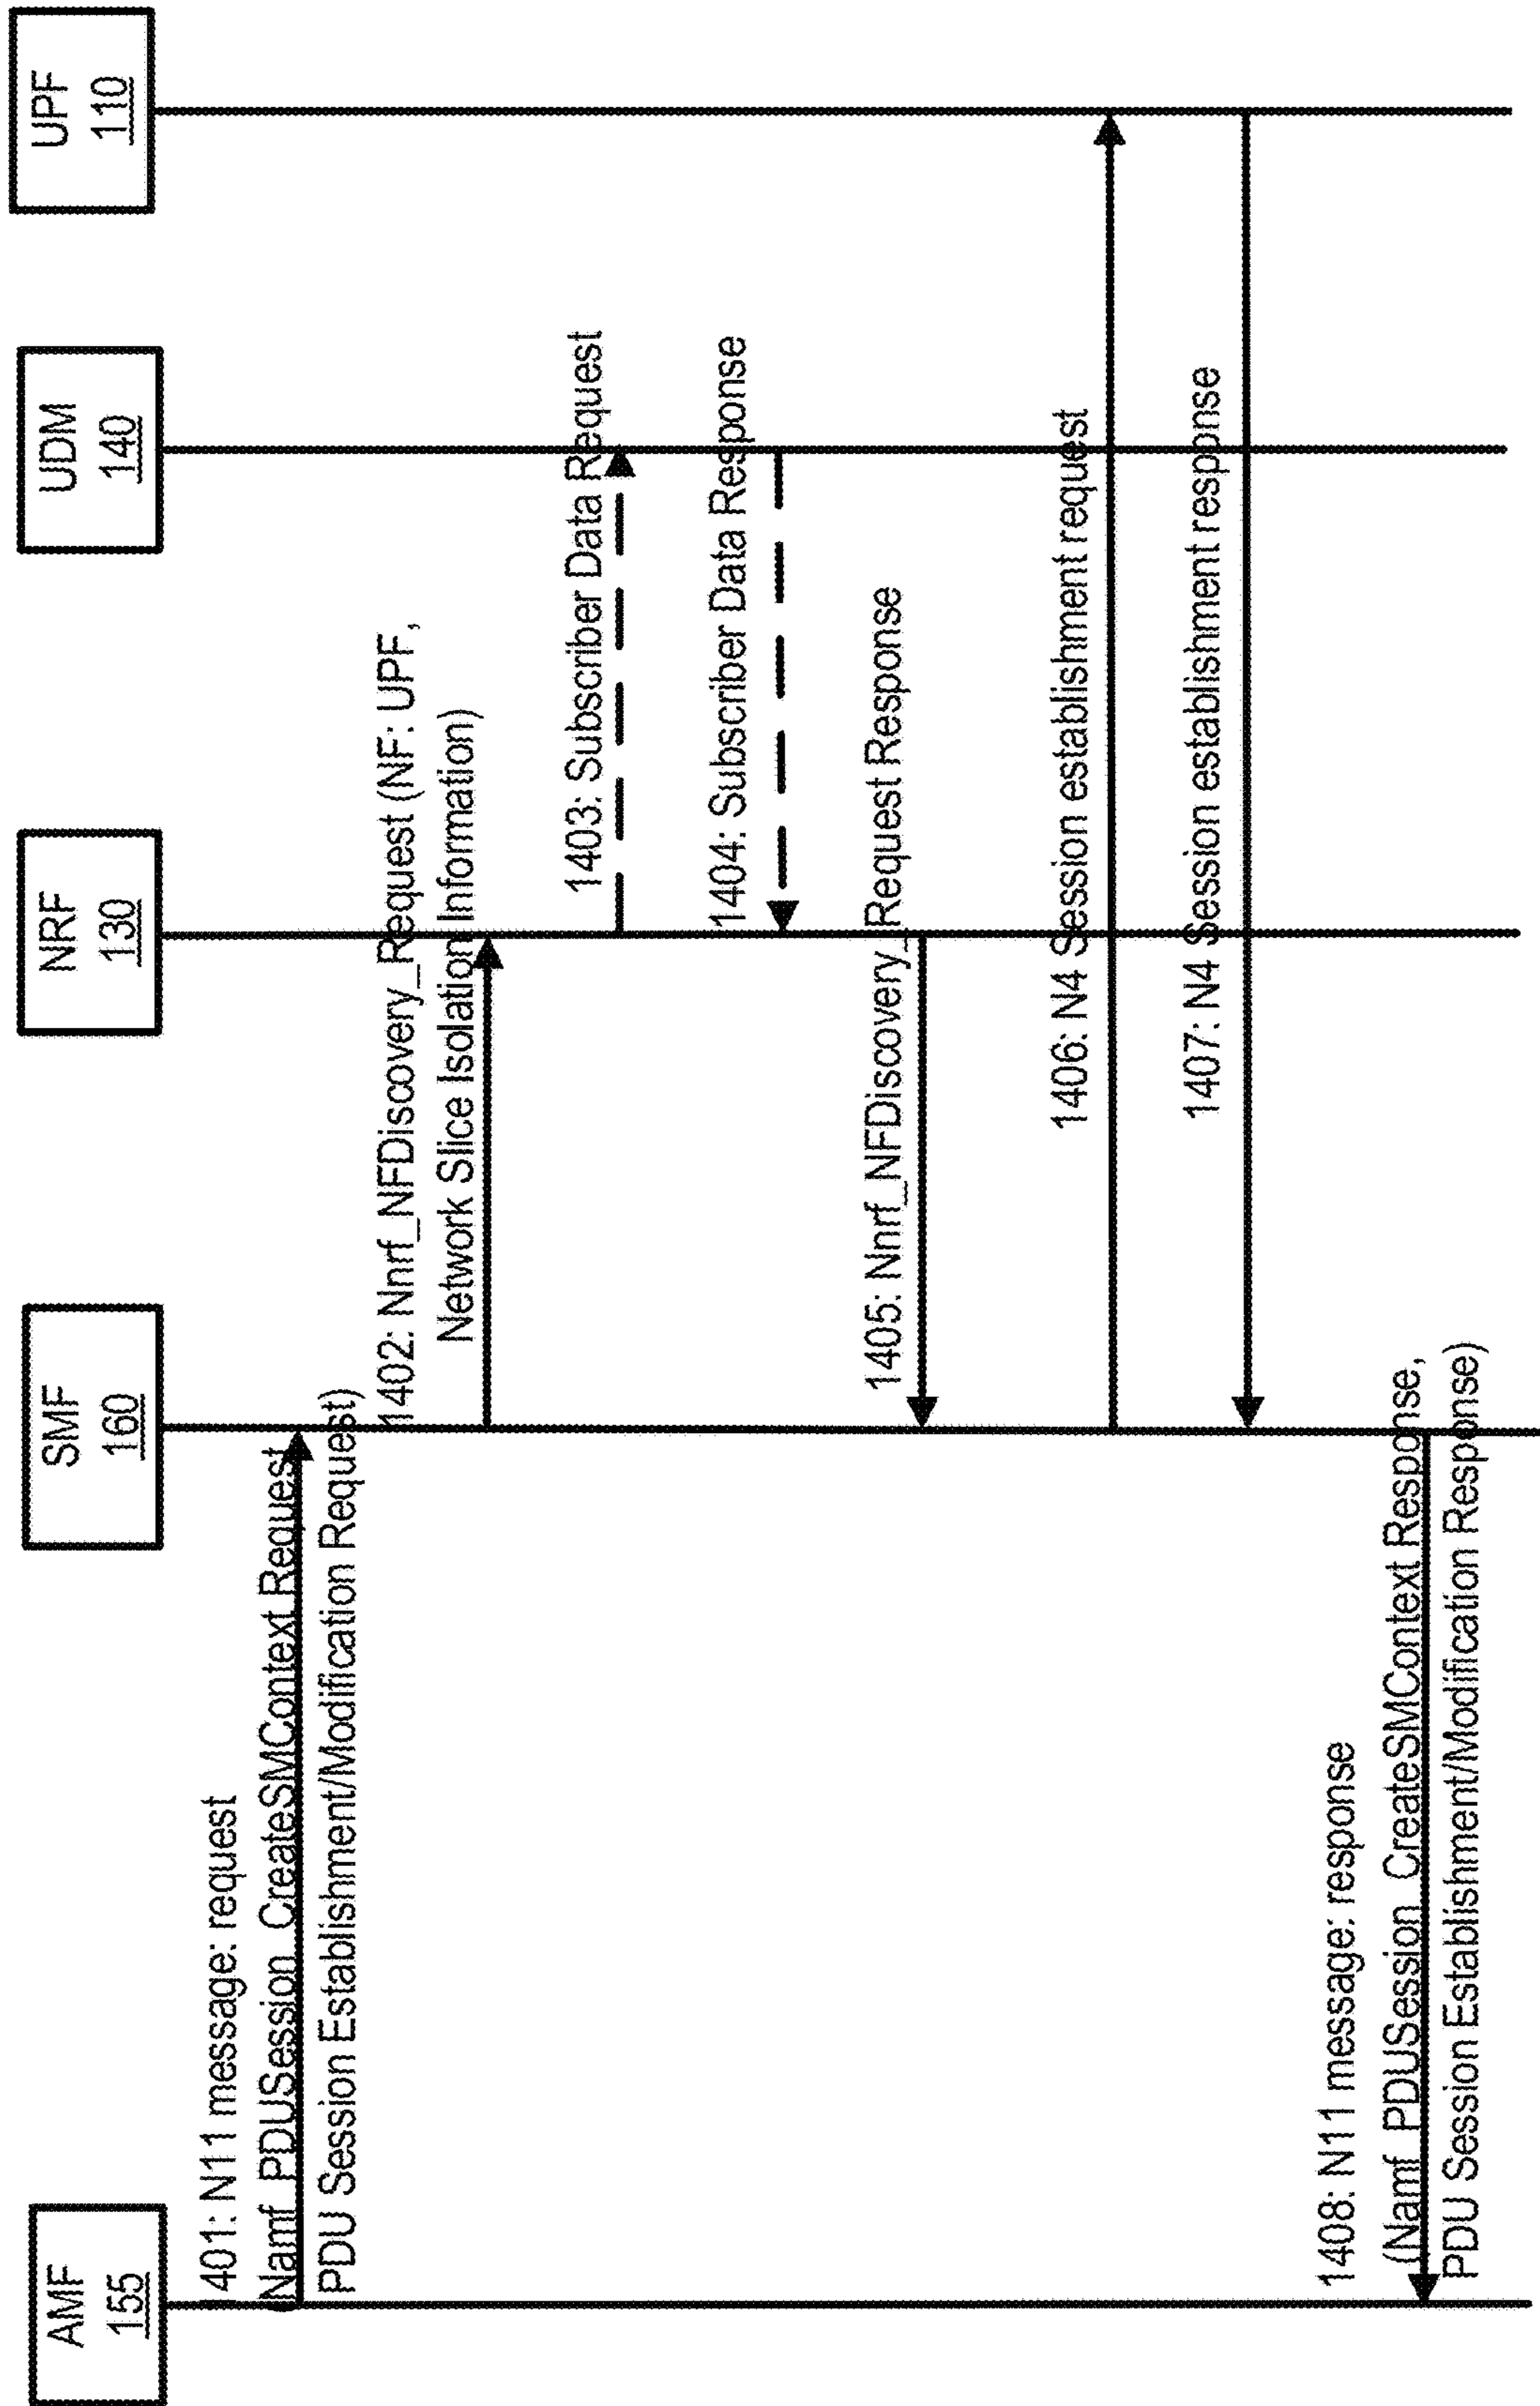 AMF
155
SMF
160
NRF
130
UDM
140
UPF
110
1401: N11 message: request
(Namf_PDUSession_CreateSMContext Request
PDU Session Establishment/Modification Request)
1402: Nnrf_NFDiscovery_Request (NF: UPF,
Network Slice Isolation Information)
1403: Subscriber Data Request
1404: Subscriber Data Response
1405: Nnrf_NFDiscovery_Request Response
1406: N4 Session establishment request
1407: N4 Session establishment response
1408: N11 message: response
(Namf_PDUSession_CreateSMContext Response,
PDU Session Establishment/Modification Response)